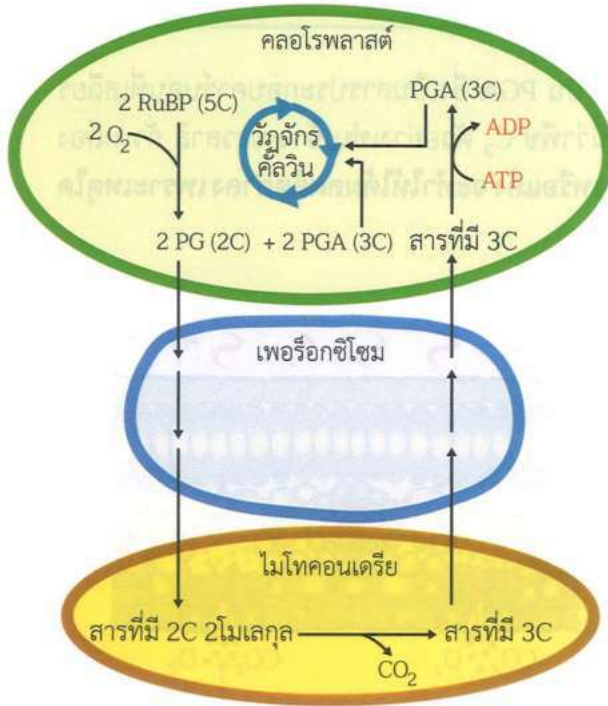 คลอโรพลาสต์
2 RuBP (5C)
PGA (3C)
2 O₂
วัฏจักร
คัลวิน
ADP
ATP
2 PG (2C) + 2 PGA (3C)
สารที่มี 3C
เพอร็อกซิโซม
ไมโทคอนเดรีย
สารที่มี 2C 2โมเลกุล
สารที่มี 3C
CO₂